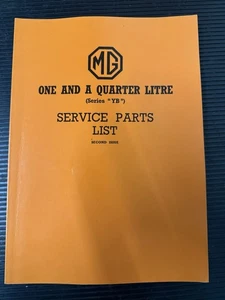 MG
ONE AND A QUARTER LITRE
(Series "YB")
SERVICE PARTS
LIST
SECOND ISSUE